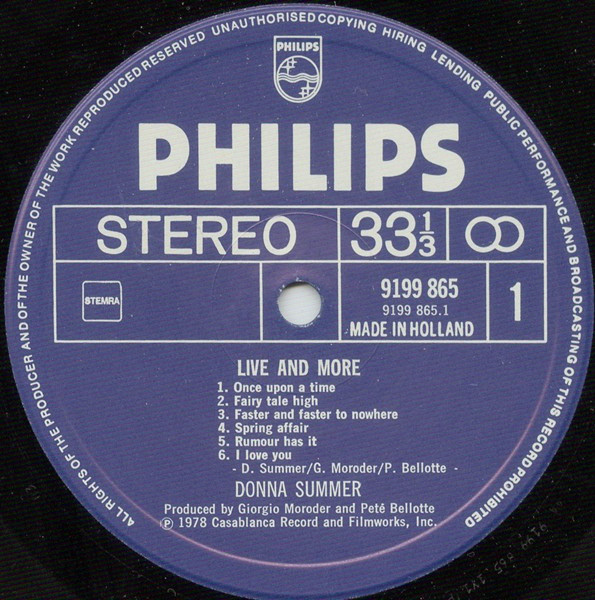 ALL RIGHTS OF THE PRODUCER AND OF THE OWNER OF THE WORK REPRODUCED RESERVED UNAUTHORISED COPYING HIRING LENDING PUBLIC PERFORMANCE AND BROADCASTING OF THIS RECORD PROHIBITED
PHILIPS
PHILIPS
STEREO 33 1/3
STEMRA
9199 865
9199 865.1
MADE IN HOLLAND
1
LIVE AND MORE
1. Once upon a time
2. Fairy tale high
3. Faster and faster to nowhere
4. Spring affair
5. Rumour has it
6. I love you
- D. Summer/G. Moroder/P. Bellotte -
DONNA SUMMER
Produced by Giorgio Moroder and Peté Bellotte
℗ 1978 Casablanca Record and Filmworks, Inc.